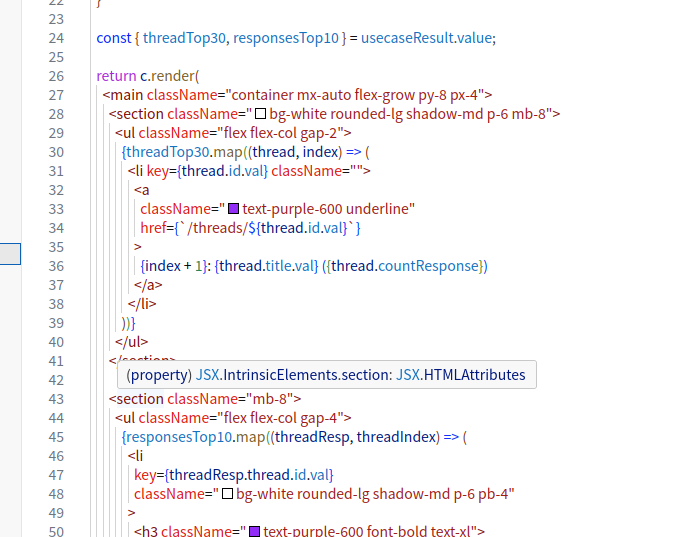 22 }
23
24 const { threadTop30, responsesTop10 } = usecaseResult.value;
25
26 return c.render(
27 <main className="container mx-auto flex-grow py-8 px-4">
28 <section className="bg-white rounded-lg shadow-md p-6 mb-8">
29 <ul className="flex flex-col gap-2">
30 {threadTop30.map((thread, index) => (
31 <li key={thread.id.val} className="">
32 <a
33 className="text-purple-600 underline"
34 href={`/threads/${thread.id.val}`}
35 >
36 {index + 1}: {thread.title.val} ({thread.countResponse})
37 </a>
38 </li>
39 ))}
40 </ul>
41 </section>
(property) JSX.IntrinsicElements.section: JSX.HTMLAttributes
42
43 <section className="mb-8">
44 <ul className="flex flex-col gap-4">
45 {responsesTop10.map((threadResp, threadIndex) => (
46 <li
47 key={threadResp.thread.id.val}
48 className="bg-white rounded-lg shadow-md p-6 pb-4"
49 >
50 <h3 className="text-purple-600 font-bold text-xl">